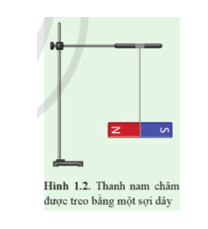 N S
Hình 1.2. Thanh nam châm
được treo bằng một sợi dây